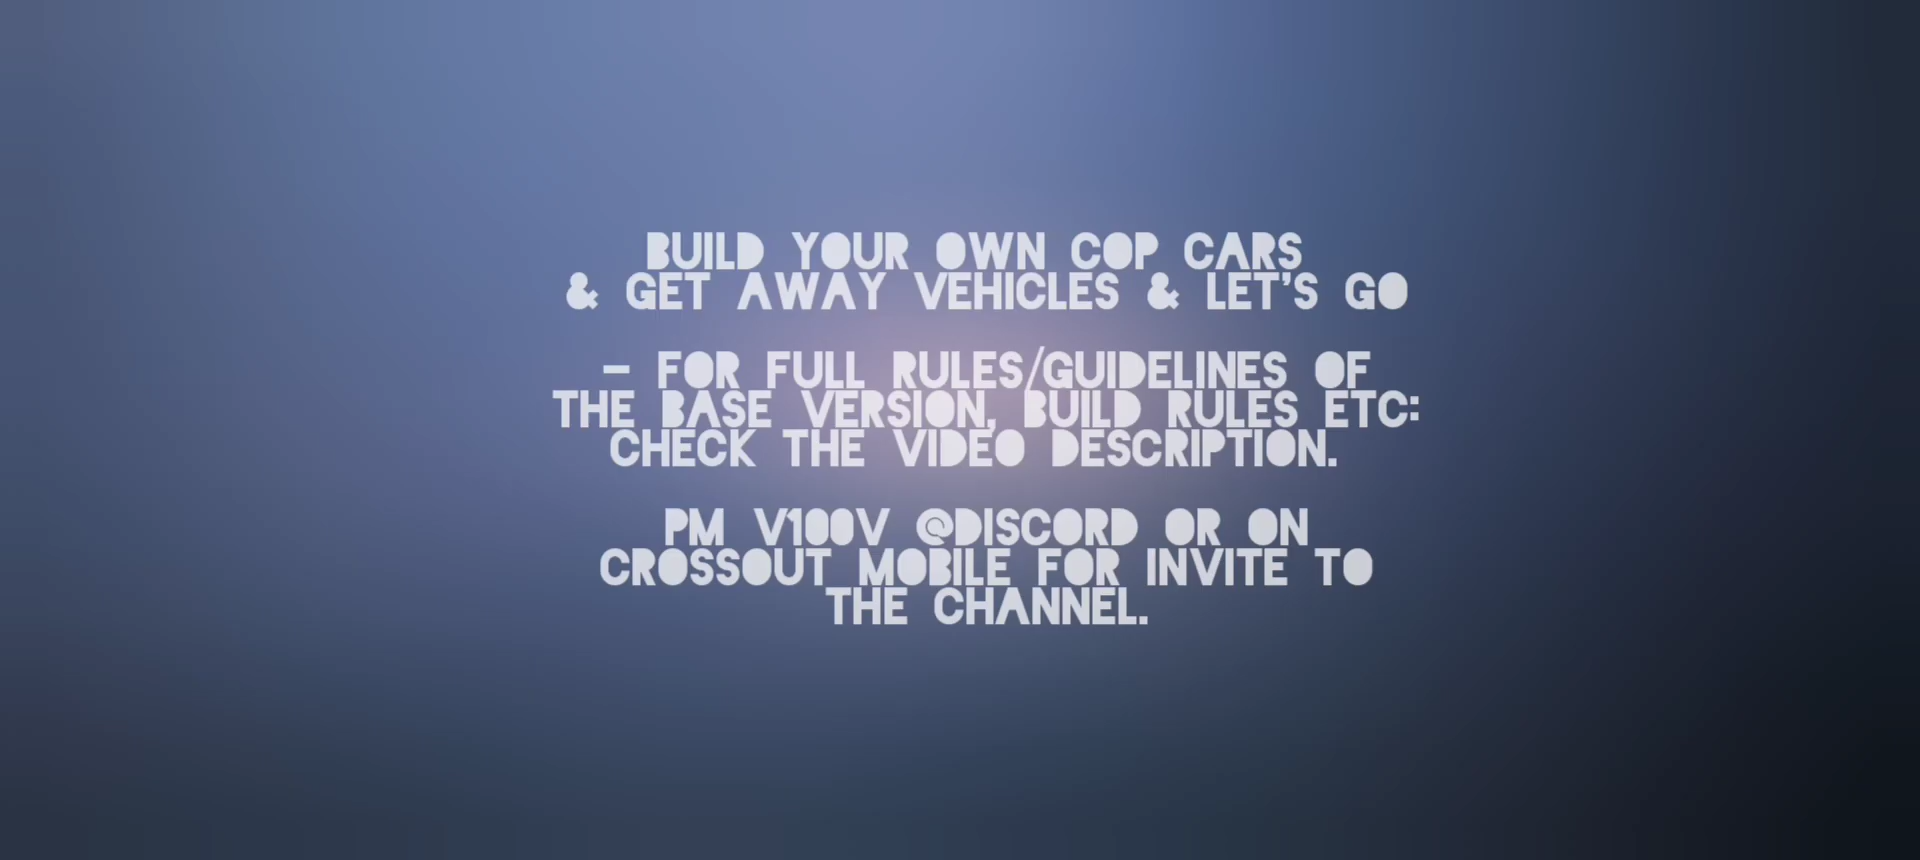 BUILD YOUR OWN COP CARS
& GET AWAY VEHICLES & LET'S GO
- FOR FULL RULES/GUIDELINES OF
THE BASE VERSION, BUILD RULES ETC:
CHECK THE VIDEO DESCRIPTION.
PM V100V @DISCORD OR ON
CROSSOUT MOBILE FOR INVITE TO
THE CHANNEL.